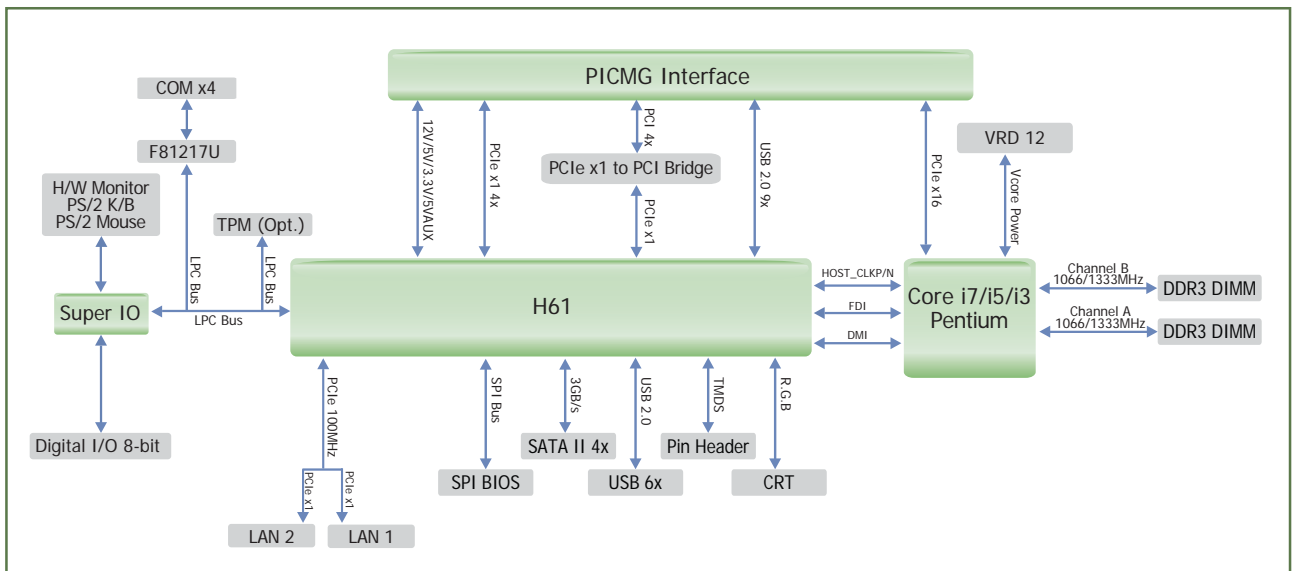 PICMG Interface
COM x4
F81217U
H/W Monitor
PS/2 K/B
PS/2 Mouse
TPM (Opt.)
12V/5V/3.3V/5VAUX
PCIe x1 4x
PCI 4x
PCIe x1 to PCI Bridge
PCIe x1
USB 2.0 9x
PCIe x16
VRD 12
Vcore Power
LPC Bus
LPC Bus
Super IO
LPC Bus
H61
HOST_CLKP/N
FDI
DMI
Core i7/i5/i3
Pentium
Channel B
1066/1333MHz
DDR3 DIMM
Channel A
1066/1333MHz
DDR3 DIMM
Digital I/O 8-bit
PCIe 100MHz
PCIe x1
PCIe x1
LAN 2
LAN 1
SPI Bus
SPI BIOS
3GB/s
SATA II 4x
USB 2.0
USB 6x
TMDS
Pin Header
R.G.B
CRT